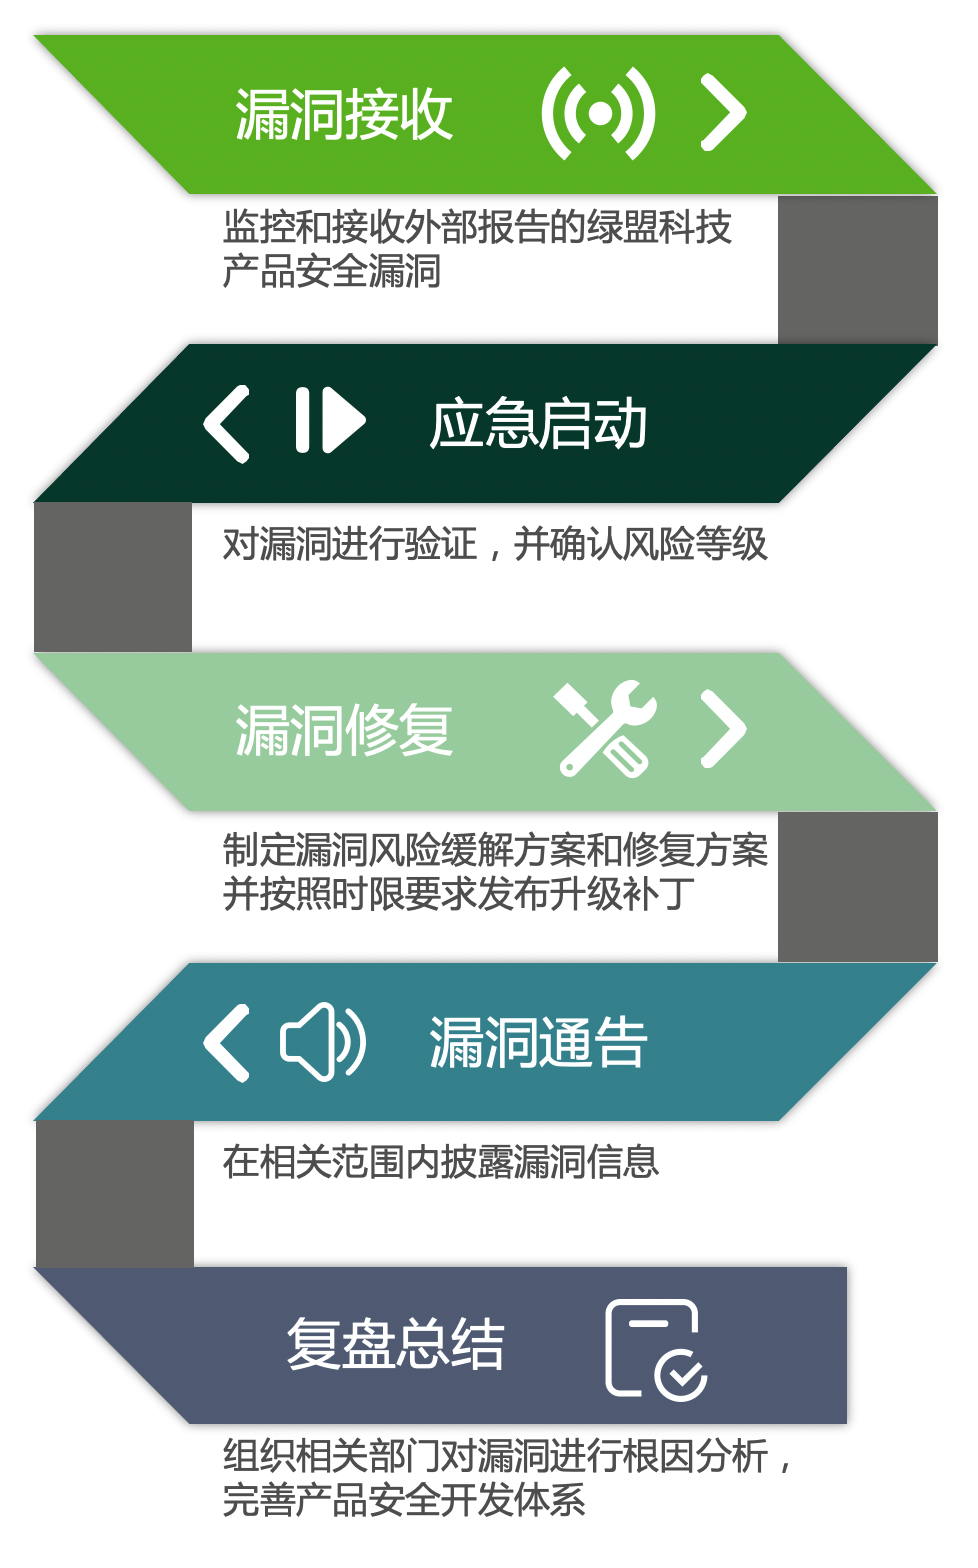 漏洞接收
监控和接收外部报告的绿盟科技
产品安全漏洞
应急启动
对漏洞进行验证，并确认风险等级
漏洞修复
制定漏洞风险缓解方案和修复方案
并按照时限要求发布升级补丁
漏洞通告
在相关范围内披露漏洞信息
复盘总结
组织相关部门对漏洞进行根因分析，
完善产品安全开发体系